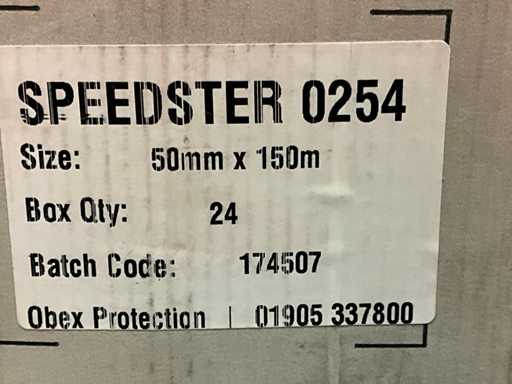 SPEEDSTER 0254
Size: 50mm x 150m
Box Qty: 24
Batch Code: 174507
Obex Protection | 01905 337800